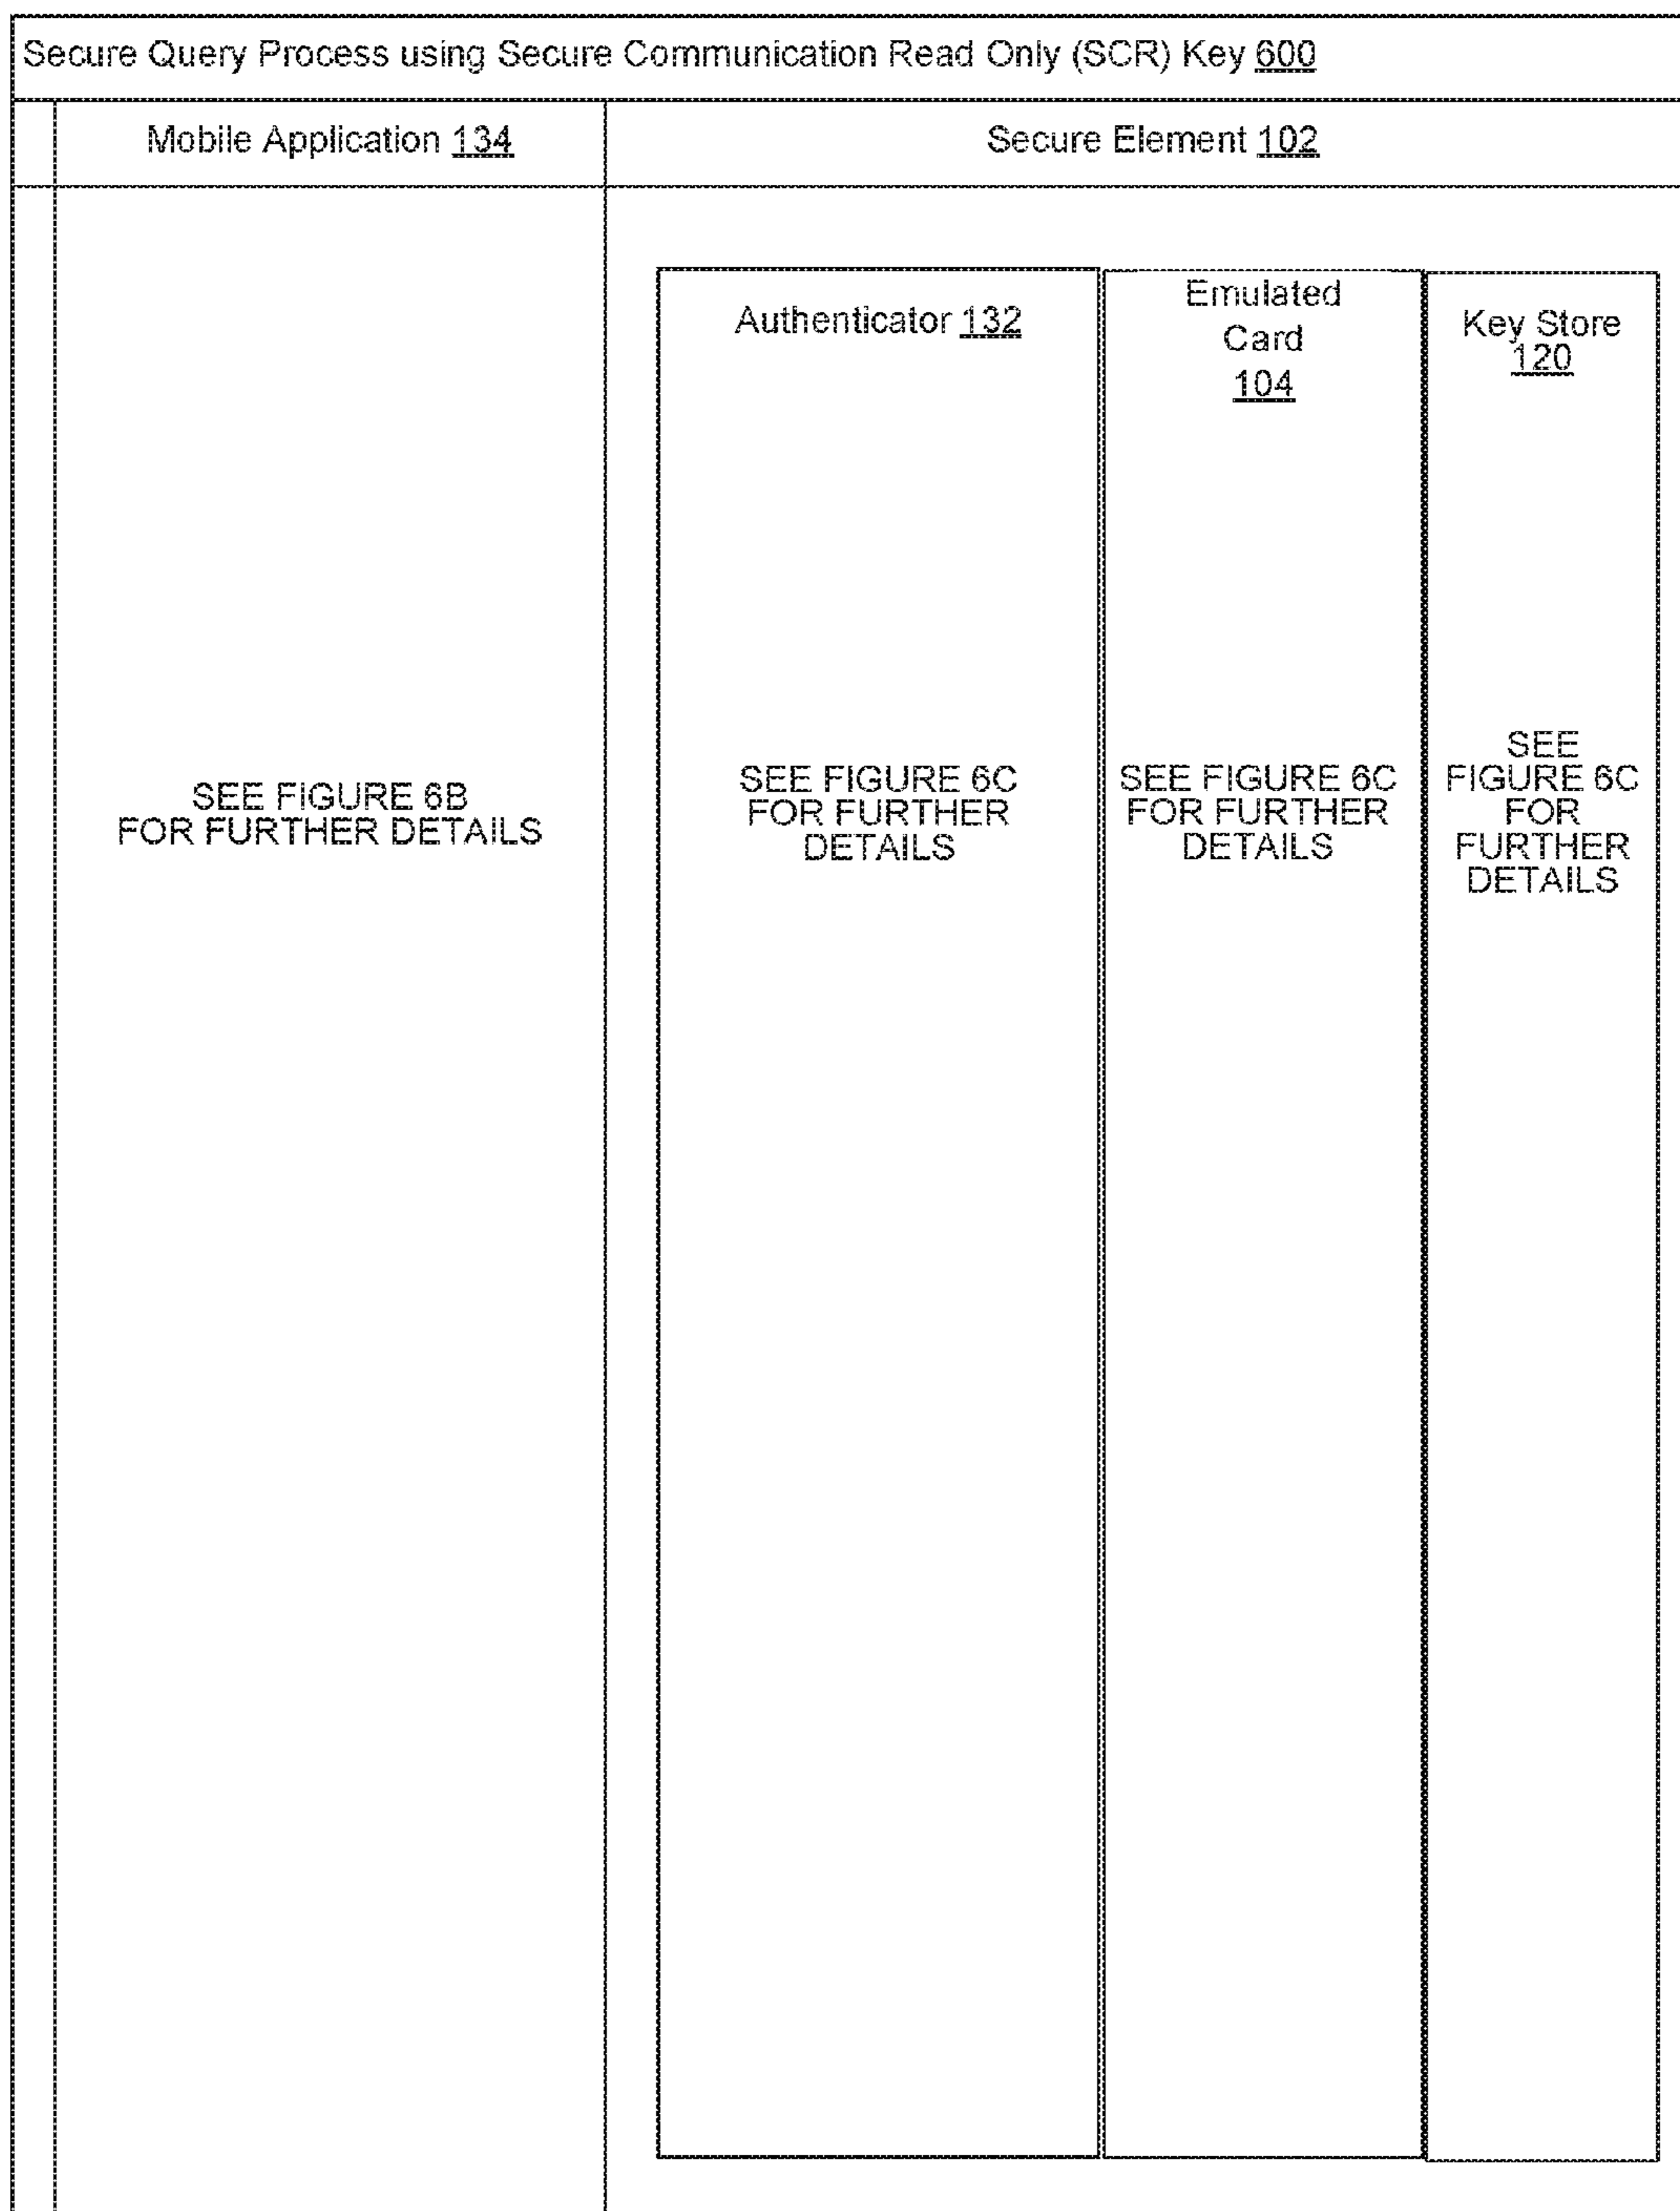 Secure Query Process using Secure Communication Read Only (SCR) Key 600
Mobile Application 134
Secure Element 102
Authenticator 132
Emulated
Card
104
Key Store
120
SEE FIGURE 6B
FOR FURTHER DETAILS
SEE FIGURE 6C
FOR FURTHER
DETAILS
SEE FIGURE 6C
FOR FURTHER
DETAILS
SEE
FIGURE 6C
FOR
FURTHER
DETAILS